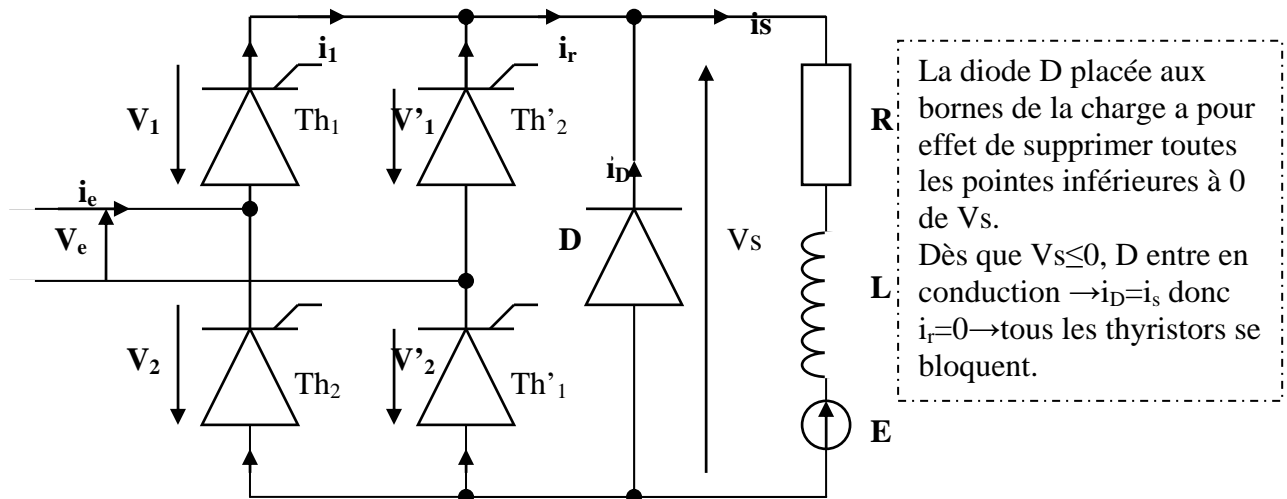 i1
ir
is
V1
Th1
V'1
Th'2
R
ie
Ve
iD
D
Vs
L
V2
Th2
V'2
Th'1
E
La diode D placée aux
bornes de la charge a pour
effet de supprimer toutes
les pointes inférieures à 0
de Vs.
Dès que Vs≤0, D entre en
conduction →iD=is donc
ir=0→tous les thyristors se
bloquent.